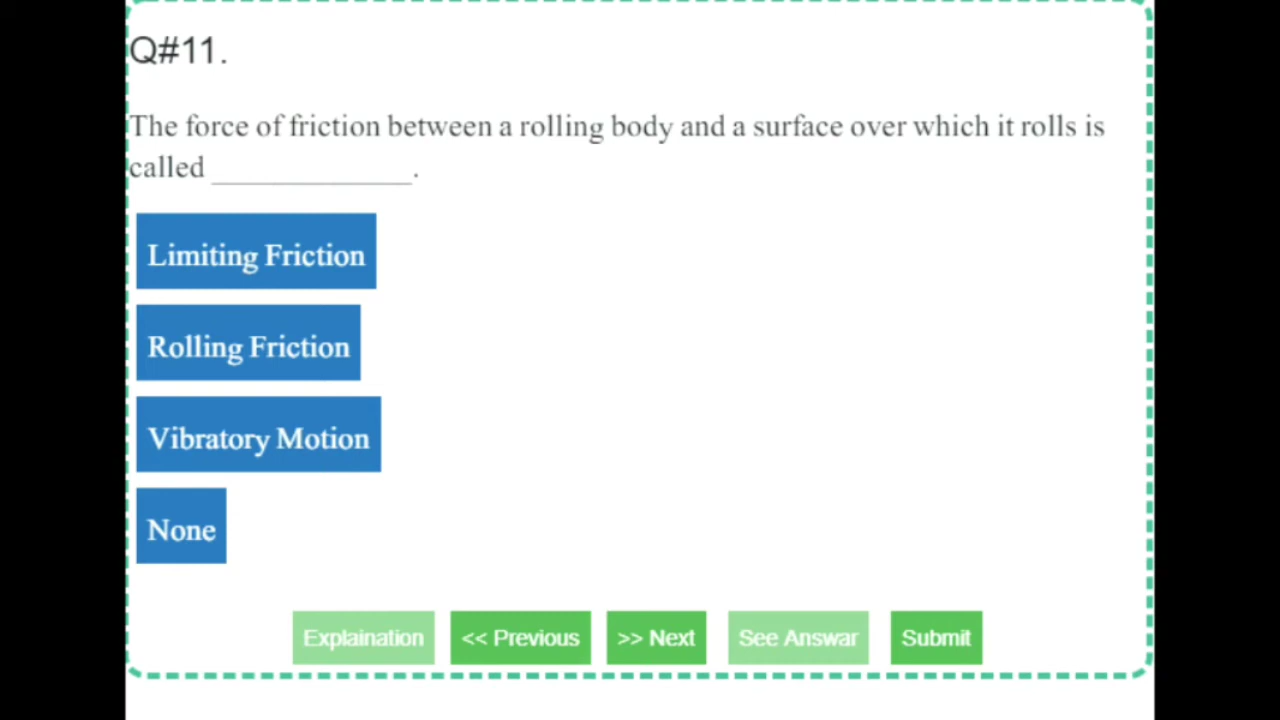 Q#11.
The force of friction between a rolling body and a surface over which it rolls is
called _____________.
Limiting Friction
Rolling Friction
Vibratory Motion
None
Explaination << Previous >> Next See Answar Submit